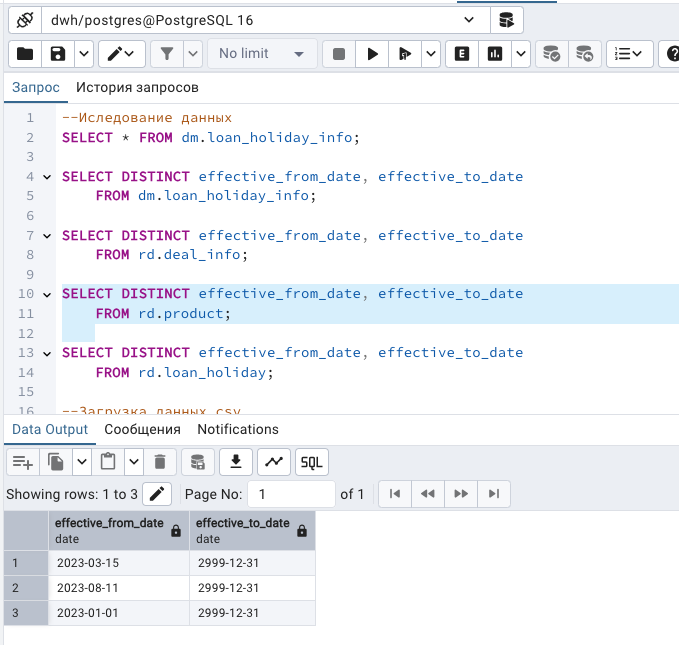 dwh/postgres@PostgreSQL 16
No limit
E
Запрос История запросов
1 --Иследование данных
2 SELECT * FROM dm.loan_holiday_info;
3
4 SELECT DISTINCT effective_from_date, effective_to_date
5 FROM dm.loan_holiday_info;
6
7 SELECT DISTINCT effective_from_date, effective_to_date
8 FROM rd.deal_info;
9
10 SELECT DISTINCT effective_from_date, effective_to_date
11 FROM rd.product;
12
13 SELECT DISTINCT effective_from_date, effective_to_date
14 FROM rd.loan_holiday;
15
16 --Загрузка данных csv
Data Output Сообщения Notifications
SQL
Showing rows: 1 to 3 Page No: 1 of 1
effective_from_date effective_to_date
date date
1 2023-03-15 2999-12-31
2 2023-08-11 2999-12-31
3 2023-01-01 2999-12-31